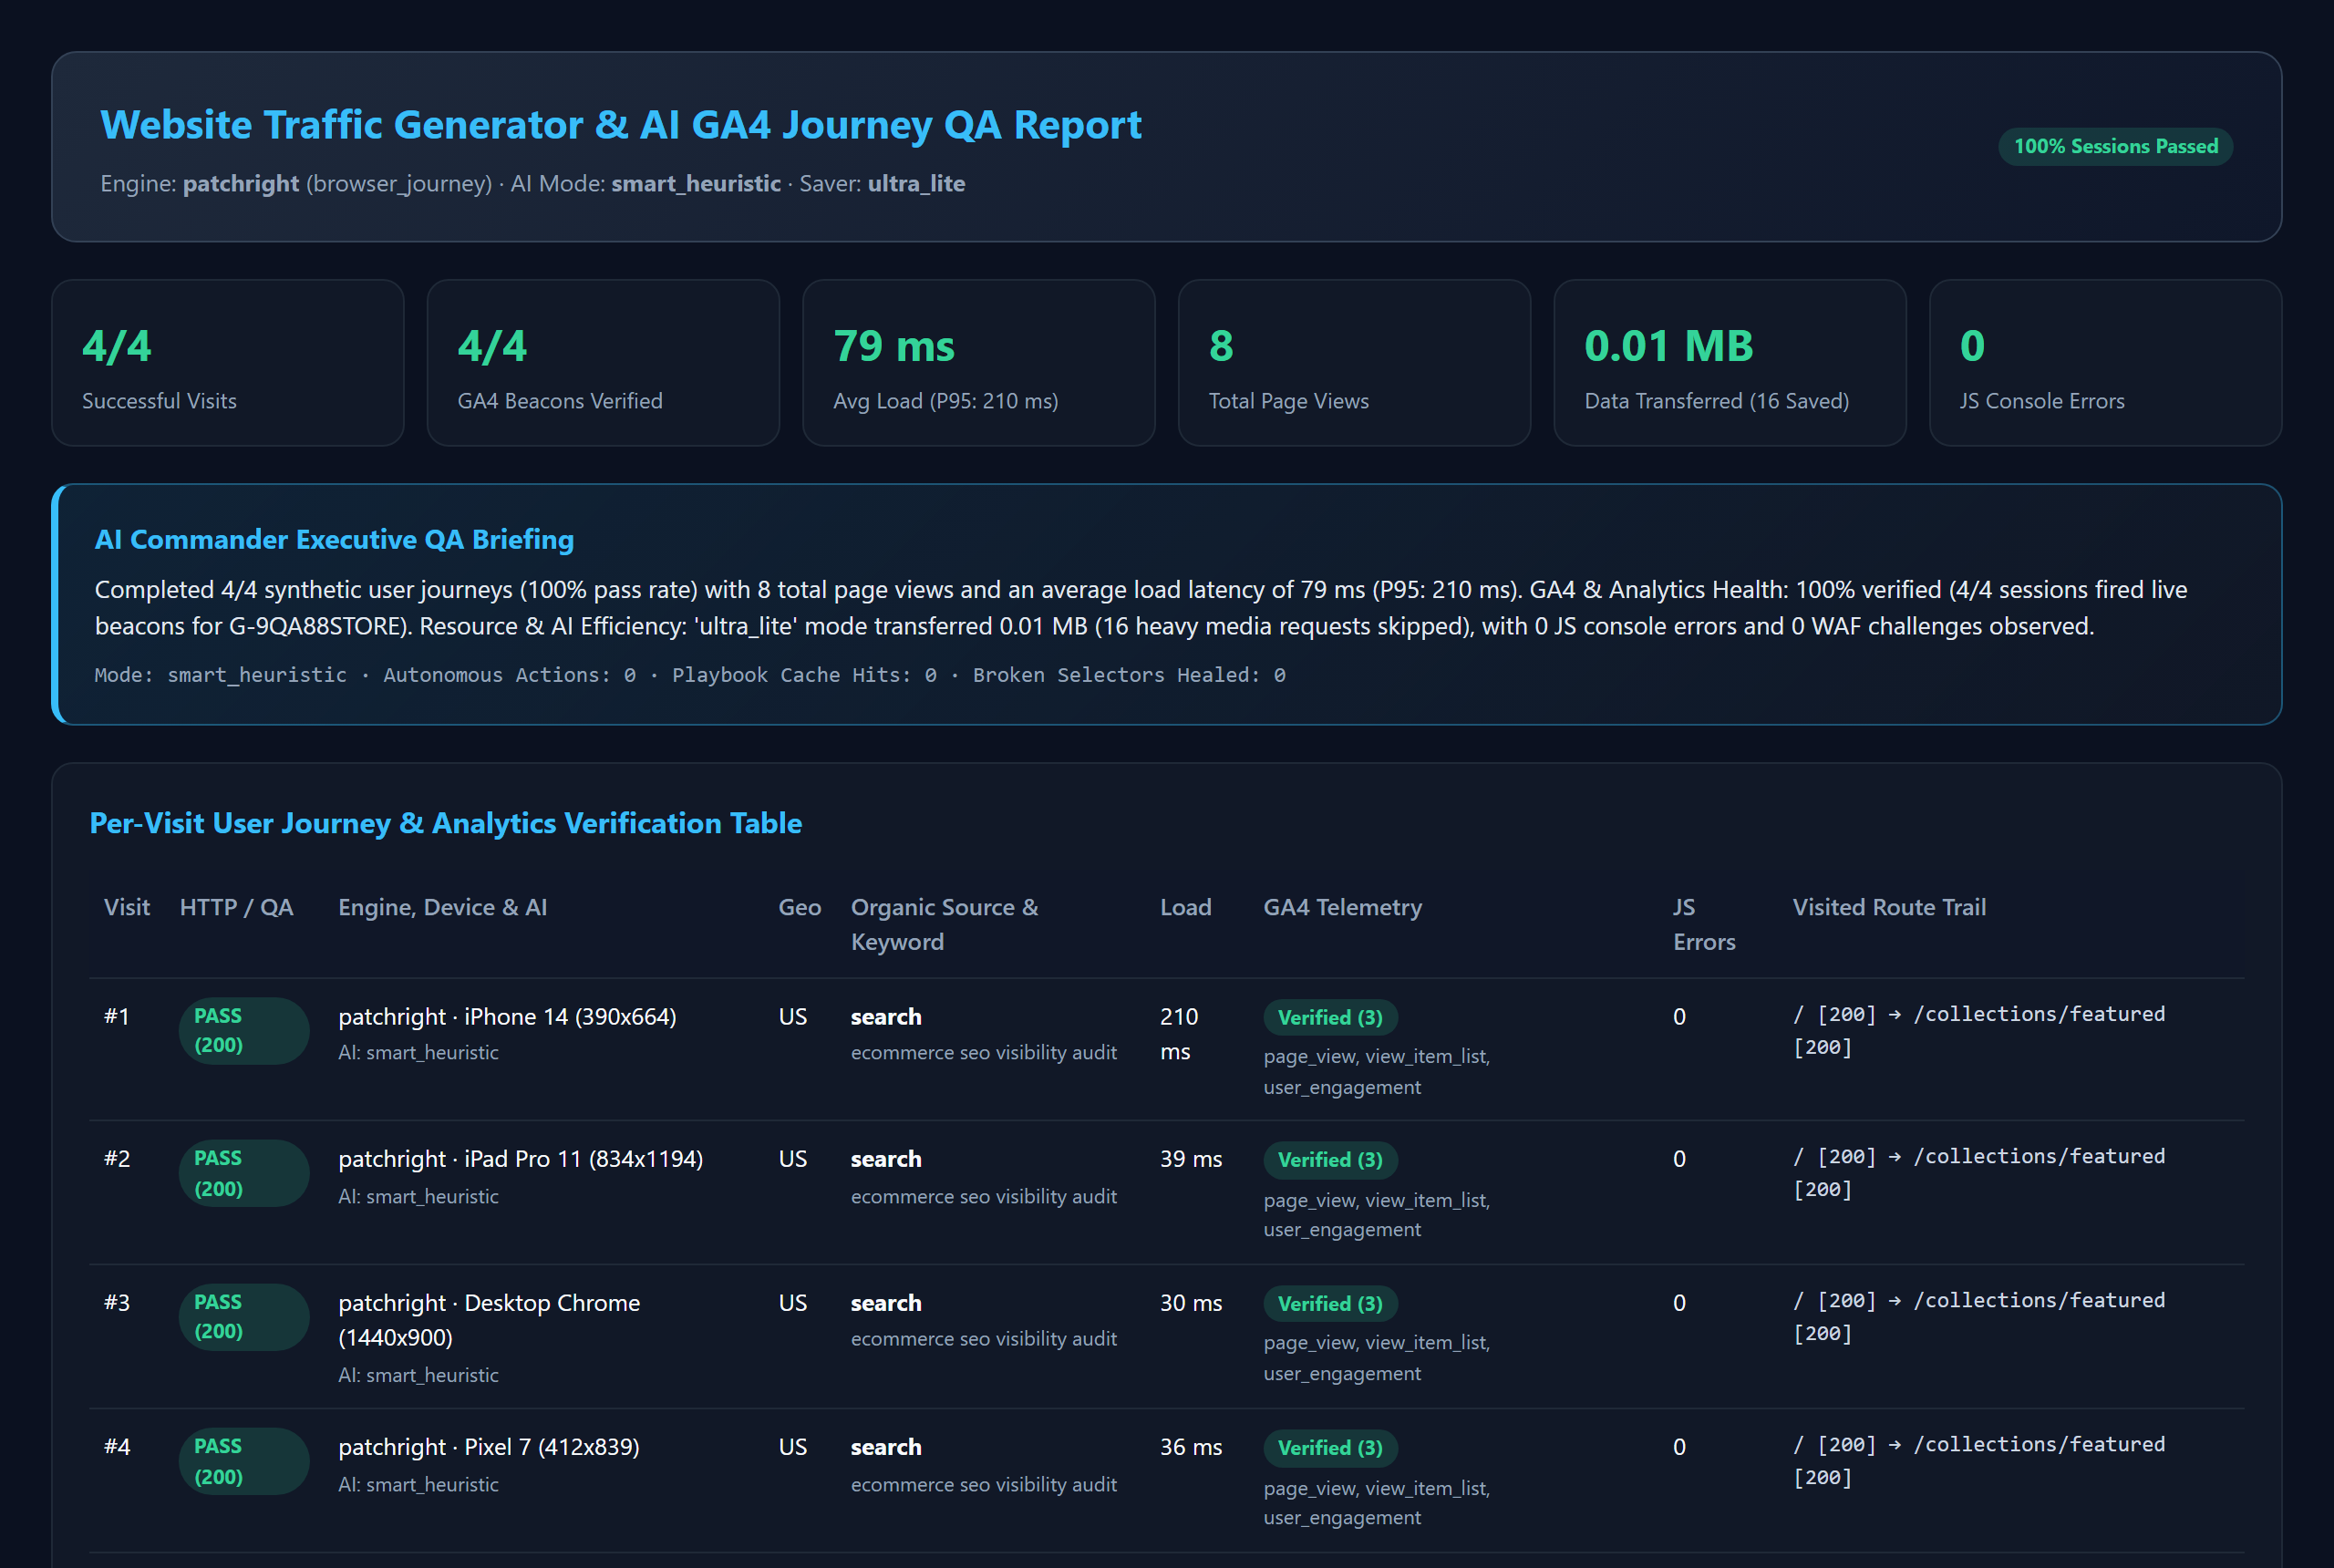 Website Traffic Generator & AI GA4 Journey QA Report
Engine: patchright (browser_journey) · AI Mode: smart_heuristic · Saver: ultra_lite
100% Sessions Passed
4/4
Successful Visits
4/4
GA4 Beacons Verified
79 ms
Avg Load (P95: 210 ms)
8
Total Page Views
0.01 MB
Data Transferred (16 Saved)
0
JS Console Errors
AI Commander Executive QA Briefing
Completed 4/4 synthetic user journeys (100% pass rate) with 8 total page views and an average load latency of 79 ms (P95: 210 ms). GA4 & Analytics Health: 100% verified (4/4 sessions fired live
beacons for G-9QA88STORE). Resource & AI Efficiency: 'ultra_lite' mode transferred 0.01 MB (16 heavy media requests skipped), with 0 JS console errors and 0 WAF challenges observed.
Mode: smart_heuristic · Autonomous Actions: 0 · Playbook Cache Hits: 0 · Broken Selectors Healed: 0
Per-Visit User Journey & Analytics Verification Table
Visit
HTTP / QA
Engine, Device & AI
Geo
Organic Source &
Keyword
Load
GA4 Telemetry
JS
Errors
Visited Route Trail
#1
PASS
(200)
patchright · iPhone 14 (390x664)
AI: smart_heuristic
US
search
ecommerce seo visibility audit
210
ms
Verified (3)
page_view, view_item_list,
user_engagement
0
/ [200] → /collections/featured
[200]
#2
PASS
(200)
patchright · iPad Pro 11 (834x1194)
AI: smart_heuristic
US
search
ecommerce seo visibility audit
39 ms
Verified (3)
page_view, view_item_list,
user_engagement
0
/ [200] → /collections/featured
[200]
#3
PASS
(200)
patchright · Desktop Chrome
(1440x900)
AI: smart_heuristic
US
search
ecommerce seo visibility audit
30 ms
Verified (3)
page_view, view_item_list,
user_engagement
0
/ [200] → /collections/featured
[200]
#4
PASS
(200)
patchright · Pixel 7 (412x839)
AI: smart_heuristic
US
search
ecommerce seo visibility audit
36 ms
Verified (3)
page_view, view_item_list,
user_engagement
0
/ [200] → /collections/featured
[200]